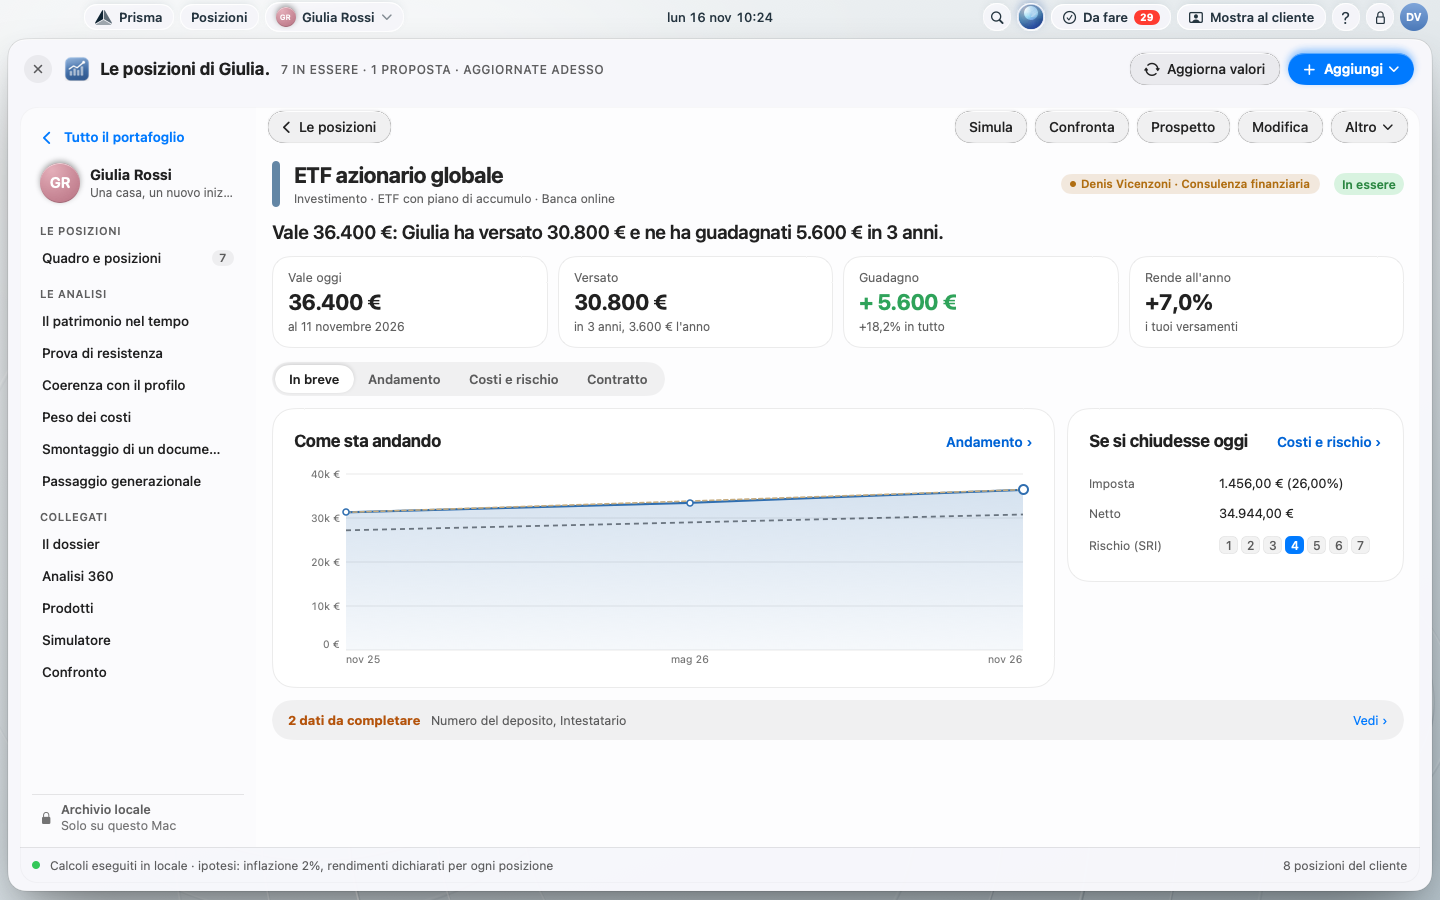 Prisma
Posizioni
GR Giulia Rossi
lun 16 nov 10:24
Da fare 29
Mostra al cliente
?
DV
Le posizioni di Giulia. 7 IN ESSERE · 1 PROPOSTA · AGGIORNATE ADESSO
Aggiorna valori
+ Aggiungi
Tutto il portafoglio
GR
Giulia Rossi
Una casa, un nuovo iniz...
LE POSIZIONI
Quadro e posizioni 7
LE ANALISI
Il patrimonio nel tempo
Prova di resistenza
Coerenza con il profilo
Peso dei costi
Smontaggio di un docume...
Passaggio generazionale
COLLEGATI
Il dossier
Analisi 360
Prodotti
Simulatore
Confronto
Archivio locale
Solo su questo Mac
Le posizioni
Simula
Confronta
Prospetto
Modifica
Altro
ETF azionario globale
Investimento · ETF con piano di accumulo · Banca online
Denis Vicenzoni · Consulenza finanziaria
In essere
Vale 36.400 €: Giulia ha versato 30.800 € e ne ha guadagnati 5.600 € in 3 anni.
Vale oggi
36.400 €
al 11 novembre 2026
Versato
30.800 €
in 3 anni, 3.600 € l'anno
Guadagno
+ 5.600 €
+18,2% in tutto
Rende all'anno
+7,0%
i tuoi versamenti
In breve
Andamento
Costi e rischio
Contratto
Come sta andando
Andamento ›
40k €
30k €
20k €
10k €
0 €
nov 25
mag 26
nov 26
Se si chiudesse oggi
Costi e rischio ›
Imposta 1.456,00 € (26,00%)
Netto 34.944,00 €
Rischio (SRI) 1 2 3 4 5 6 7
2 dati da completare Numero del deposito, Intestatario
Vedi ›
Calcoli eseguiti in locale · ipotesi: inflazione 2%, rendimenti dichiarati per ogni posizione
8 posizioni del cliente